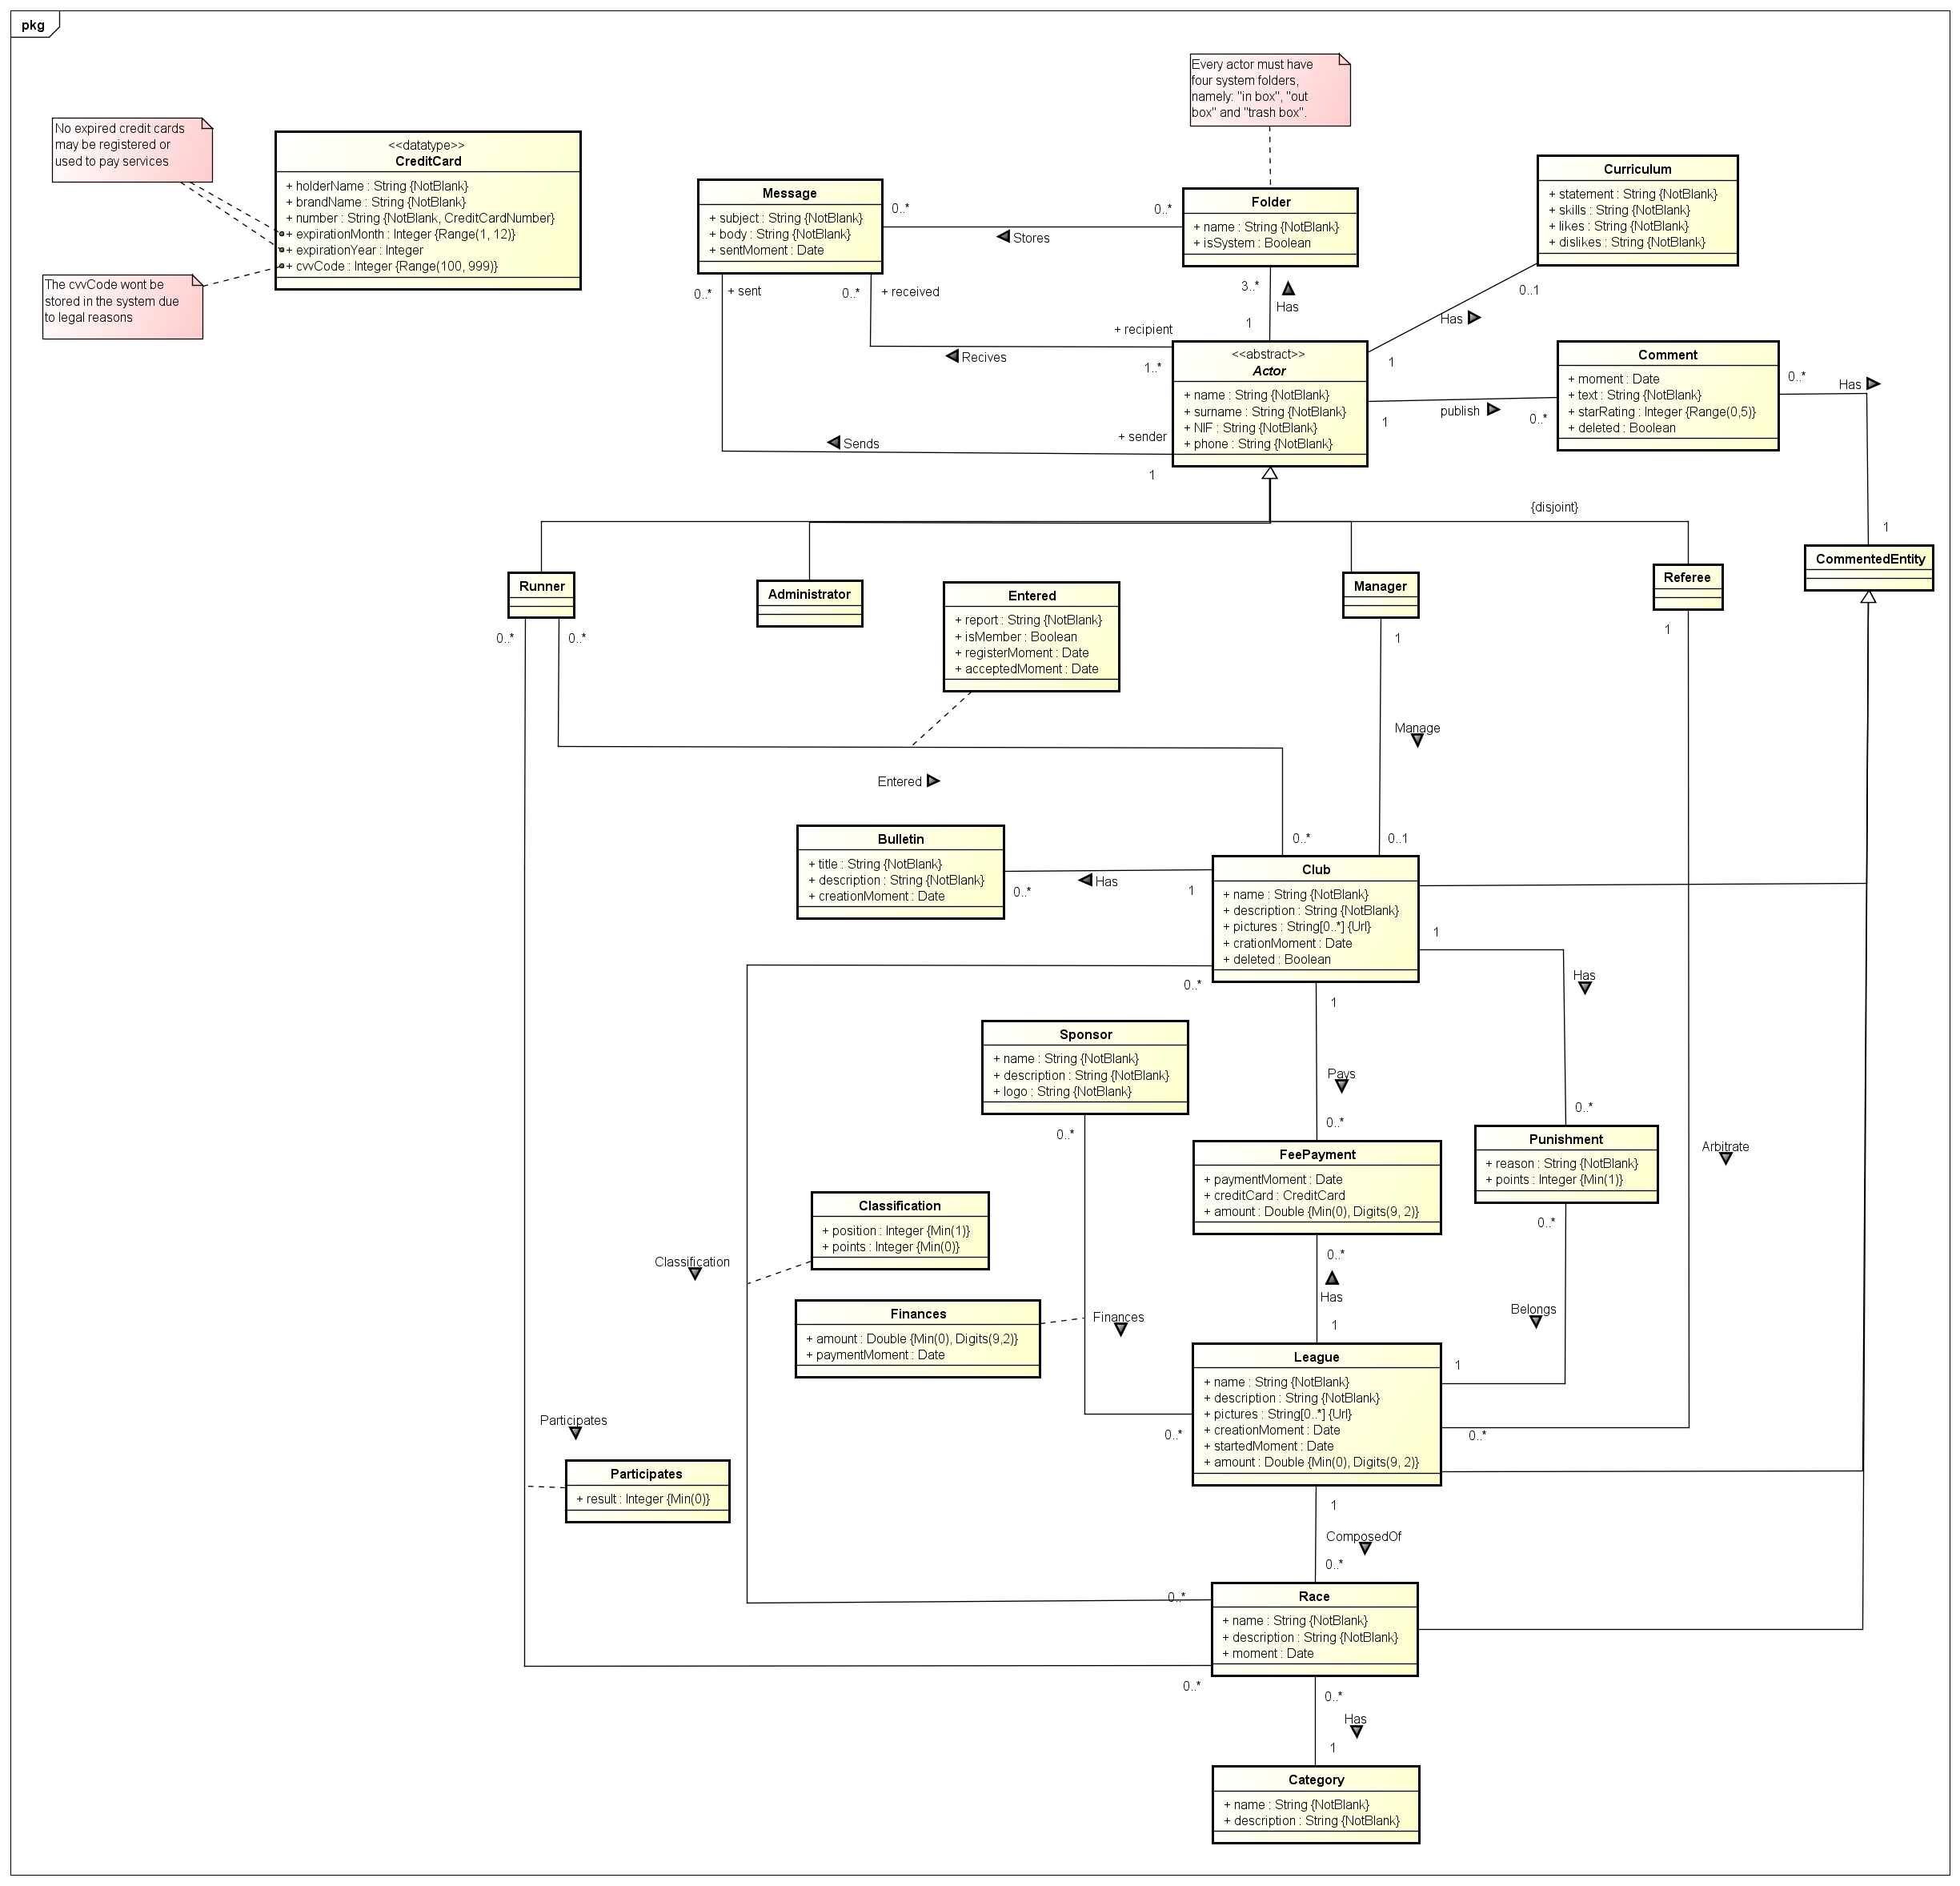 pkg
Every actor must have
four system folders,
namely: "in box", "out
box" and "trash box".
No expired credit cards
may be registered or
used to pay services
<<datatype>>
CreditCard
+ holderName : String {NotBlank}
+ brandName : String {NotBlank}
+ number : String {NotBlank, CreditCardNumber}
+ expirationMonth : Integer {Range(1, 12)}
+ expirationYear : Integer
+ cvvCode : Integer {Range(100, 999)}
The cvvCode wont be
stored in the system due
to legal reasons
Message
+ subject : String {NotBlank}
+ body : String {NotBlank}
+ sentMoment : Date
0..*
0..*
Stores
Folder
+ name : String {NotBlank}
+ isSystem : Boolean
Curriculum
+ statement : String {NotBlank}
+ skills : String {NotBlank}
+ likes : String {NotBlank}
+ dislikes : String {NotBlank}
0..*
+ sent
0..*
+ received
3..*
Has
1
0..1
Has
1
+ recipient
Recives
1..*
<<abstract>>
Actor
+ name : String {NotBlank}
+ surname : String {NotBlank}
+ NIF : String {NotBlank}
+ phone : String {NotBlank}
publish
1
0..*
Comment
+ moment : Date
+ text : String {NotBlank}
+ starRating : Integer {Range(0,5)}
+ deleted : Boolean
0..*
Has
1
Sends
+ sender
1
{disjoint}
CommentedEntity
Runner
Administrator
Entered
+ report : String {NotBlank}
+ isMember : Boolean
+ registerMoment : Date
+ acceptedMoment : Date
Manager
Referee
0..*
0..*
1
1
Manage
Entered
0..*
0..1
Bulletin
+ title : String {NotBlank}
+ description : String {NotBlank}
+ creationMoment : Date
Has
0..*
1
Club
+ name : String {NotBlank}
+ description : String {NotBlank}
+ pictures : String[0..*] {Url}
+ crationMoment : Date
+ deleted : Boolean
1
Has
0..*
1
Sponsor
+ name : String {NotBlank}
+ description : String {NotBlank}
+ logo : String {NotBlank}
Pays
0..*
0..*
0..*
FeePayment
+ paymentMoment : Date
+ creditCard : CreditCard
+ amount : Double {Min(0), Digits(9, 2)}
Punishment
+ reason : String {NotBlank}
+ points : Integer {Min(1)}
Arbitrate
Classification
+ position : Integer {Min(1)}
+ points : Integer {Min(0)}
Classification
0..*
0..*
Has
Finances
+ amount : Double {Min(0), Digits(9,2)}
+ paymentMoment : Date
Finances
Belongs
1
1
League
+ name : String {NotBlank}
+ description : String {NotBlank}
+ pictures : String[0..*] {Url}
+ creationMoment : Date
+ startedMoment : Date
+ amount : Double {Min(0), Digits(9, 2)}
0..*
0..*
Participates
Participates
+ result : Integer {Min(0)}
1
ComposedOf
0..*
0..*
Race
+ name : String {NotBlank}
+ description : String {NotBlank}
+ moment : Date
0..*
0..*
Has
1
Category
+ name : String {NotBlank}
+ description : String {NotBlank}